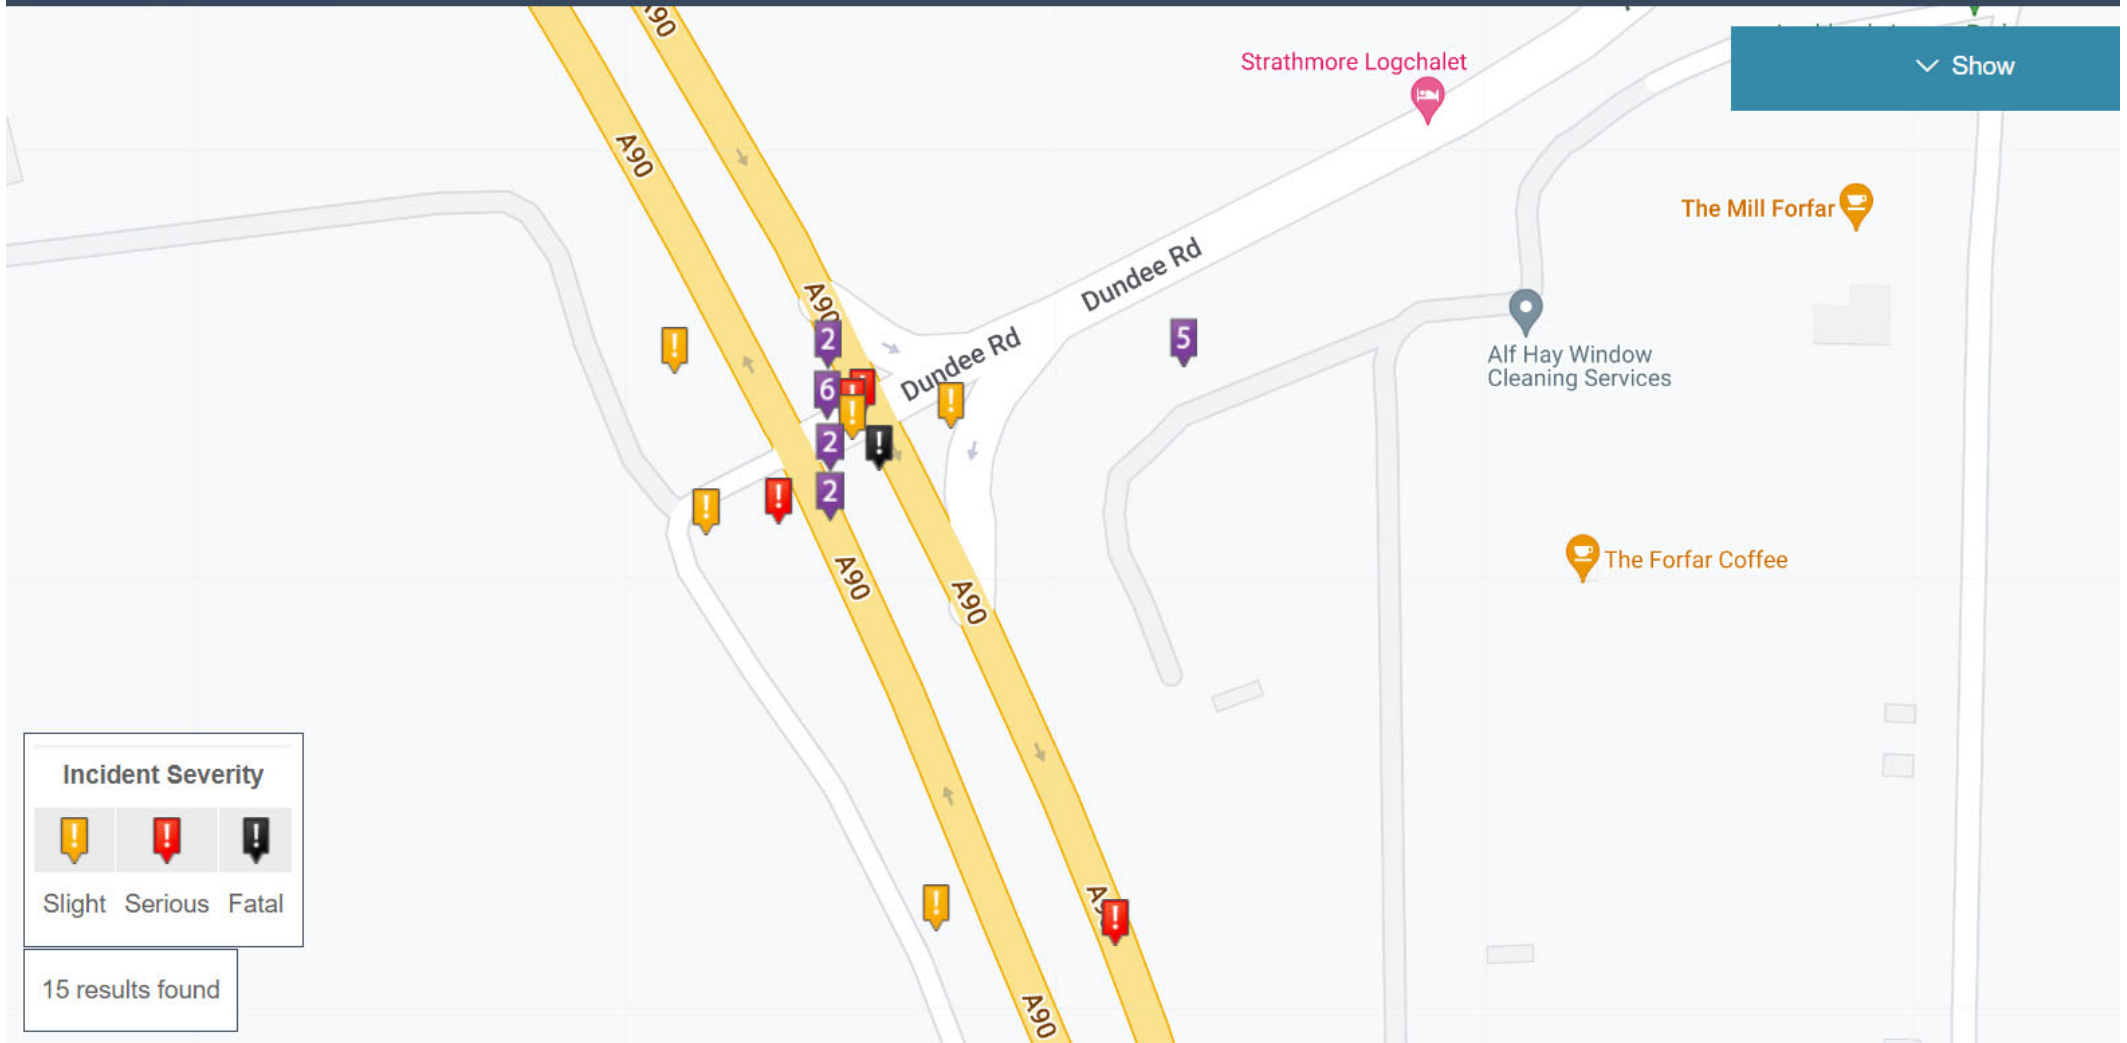 A90
Strathmore Logchalet
Show
A90
The Mill Forfar
Dundee Rd
A90
Dundee Rd
2
5
Alf Hay Window
Cleaning Services
6
!
!
!
!
!
2
!
!
!
2
The Forfar Coffee
A90
A90
Incident Severity
! ! !
Slight Serious Fatal
!
!
15 results found
A90